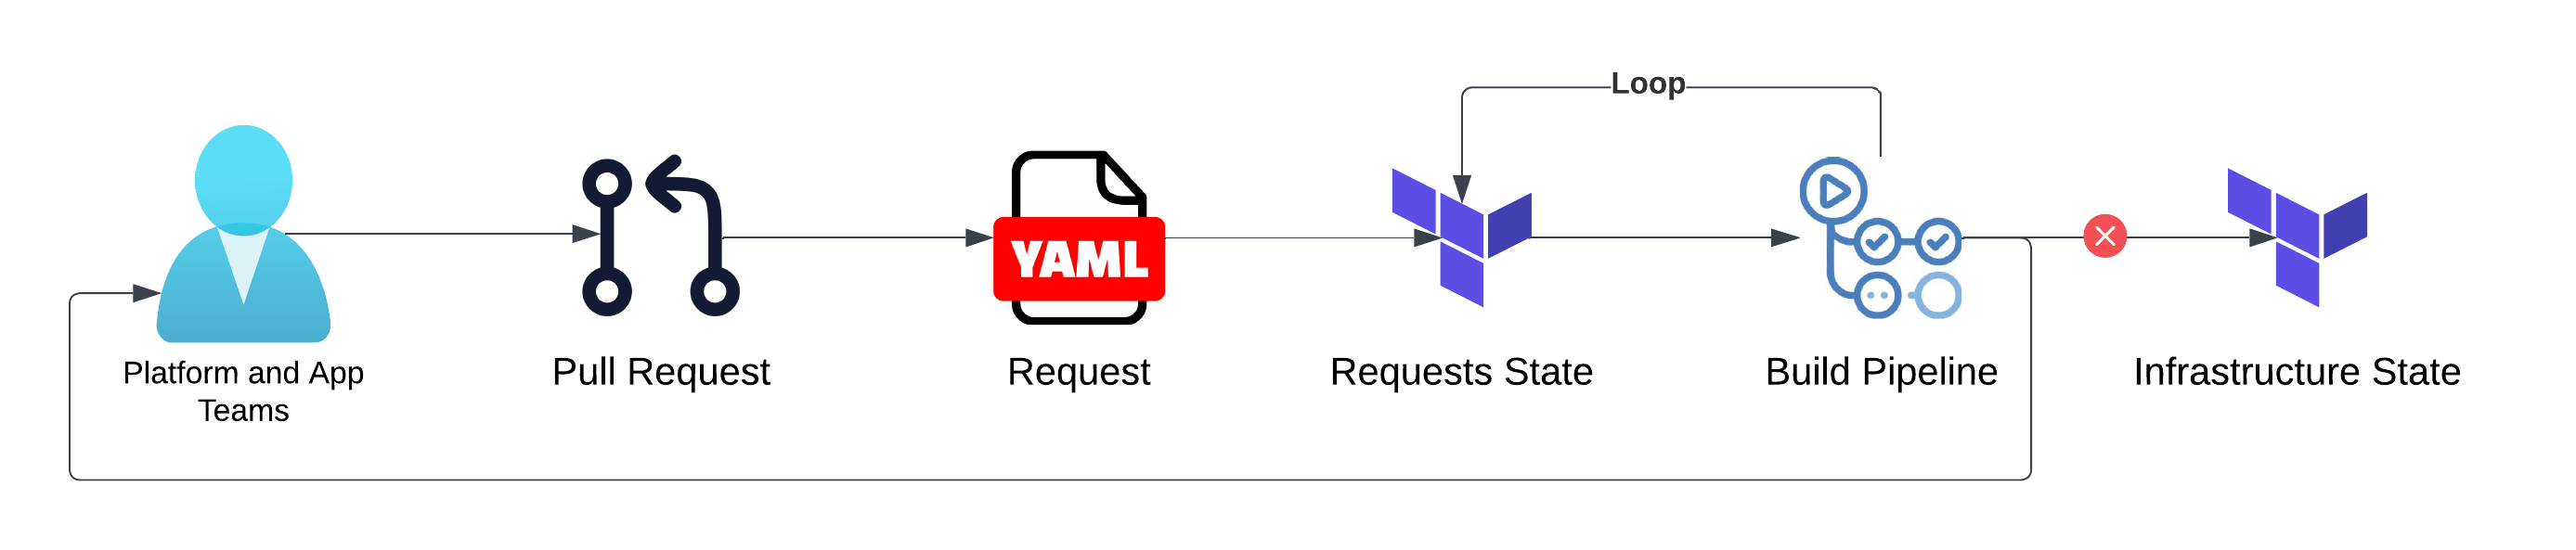 Loop
YAML
Platform and App
Teams
Pull Request
Request
Requests State
Build Pipeline
Infrastructure State